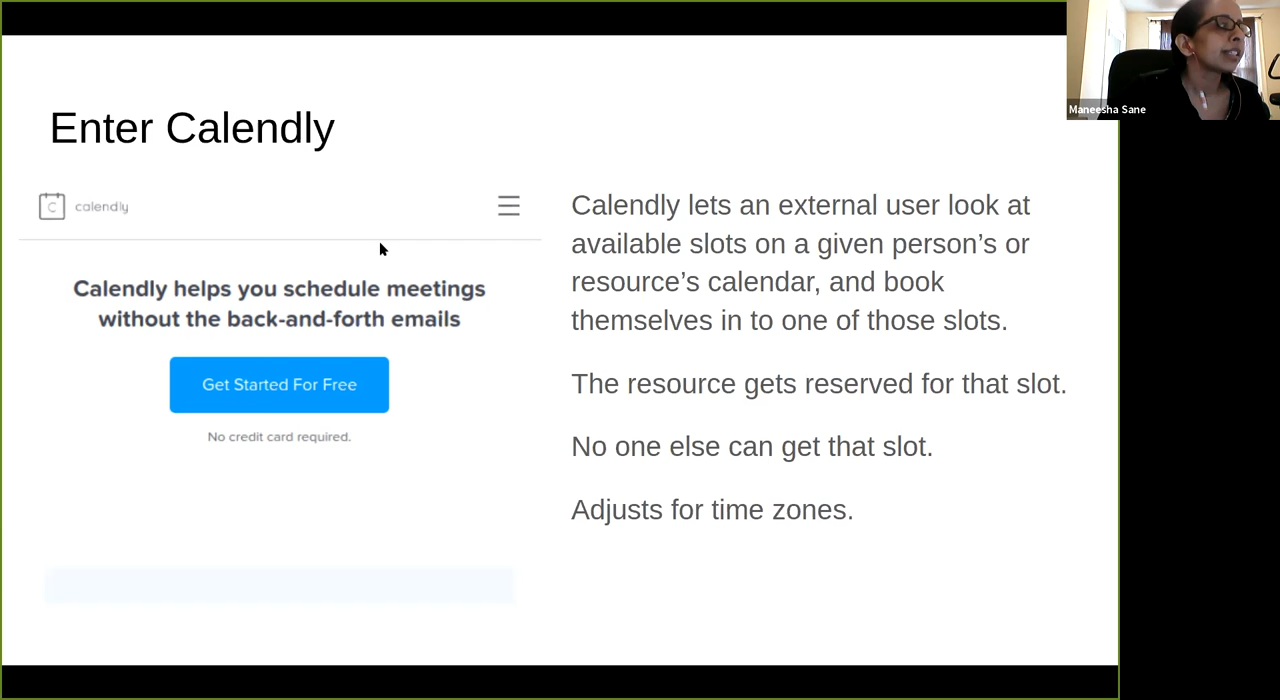 Maneesha Sane
Enter Calendly
calendly
Calendly helps you schedule meetings
without the back-and-forth emails
Get Started For Free
No credit card required.
Calendly lets an external user look at
available slots on a given person’s or
resource’s calendar, and book
themselves in to one of those slots.
The resource gets reserved for that slot.
No one else can get that slot.
Adjusts for time zones.